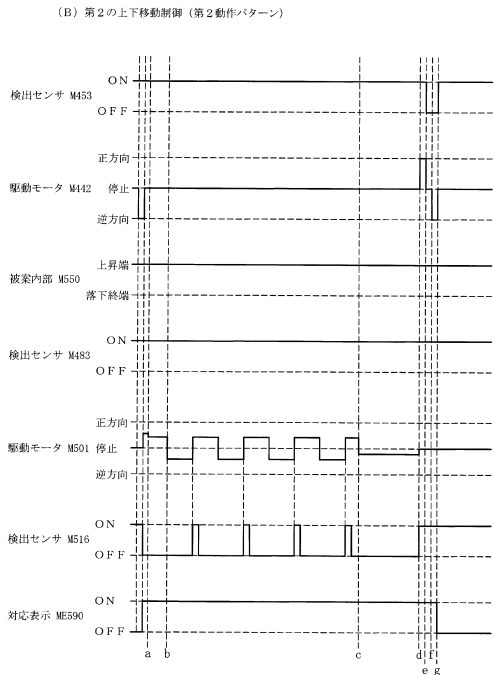 (B) 第2の上下移動制御（第2動作パターン）
ON
検出センサ M453
OFF
正方向
駆動モータ M442 停止
逆方向
上昇端
被案内部 M550
落下終端
ON
検出センサ M483
OFF
正方向
駆動モータ M501 停止
逆方向
ON
検出センサ M516
OFF
ON
対応表示 ME590
OFF
a b c d f
e g